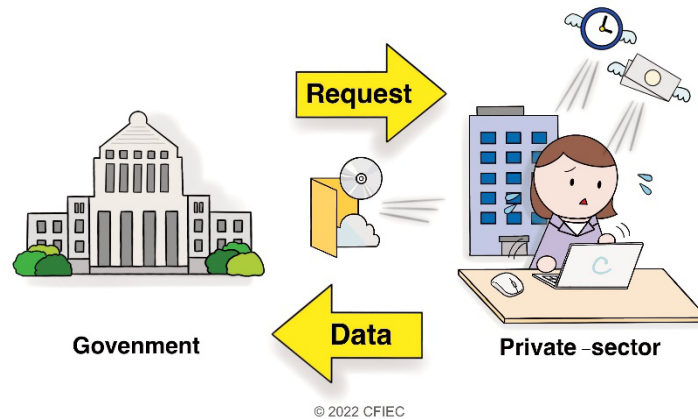 Request
Data
Govenment
Private-sector
C
© 2022 CFIEC